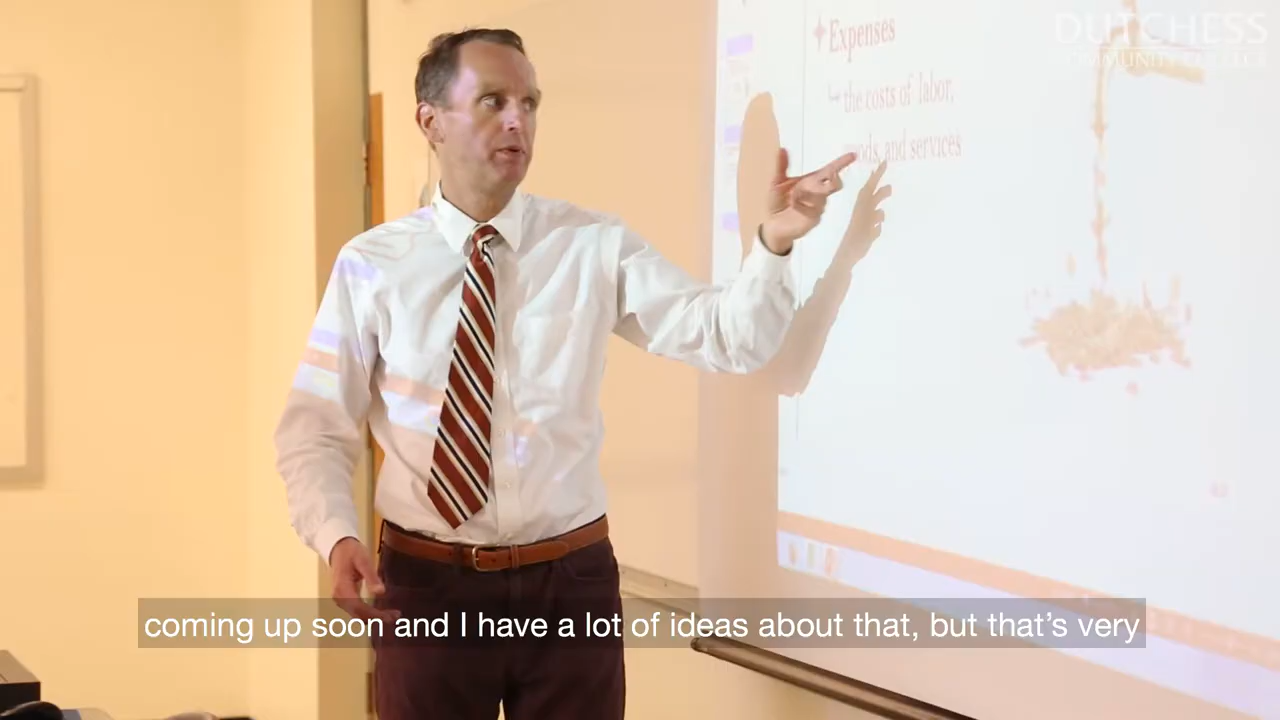 DUTCHESS
COMMUNITY COLLEGE
Expenses
the costs of labor,
and services
coming up soon and I have a lot of ideas about that, but that's very